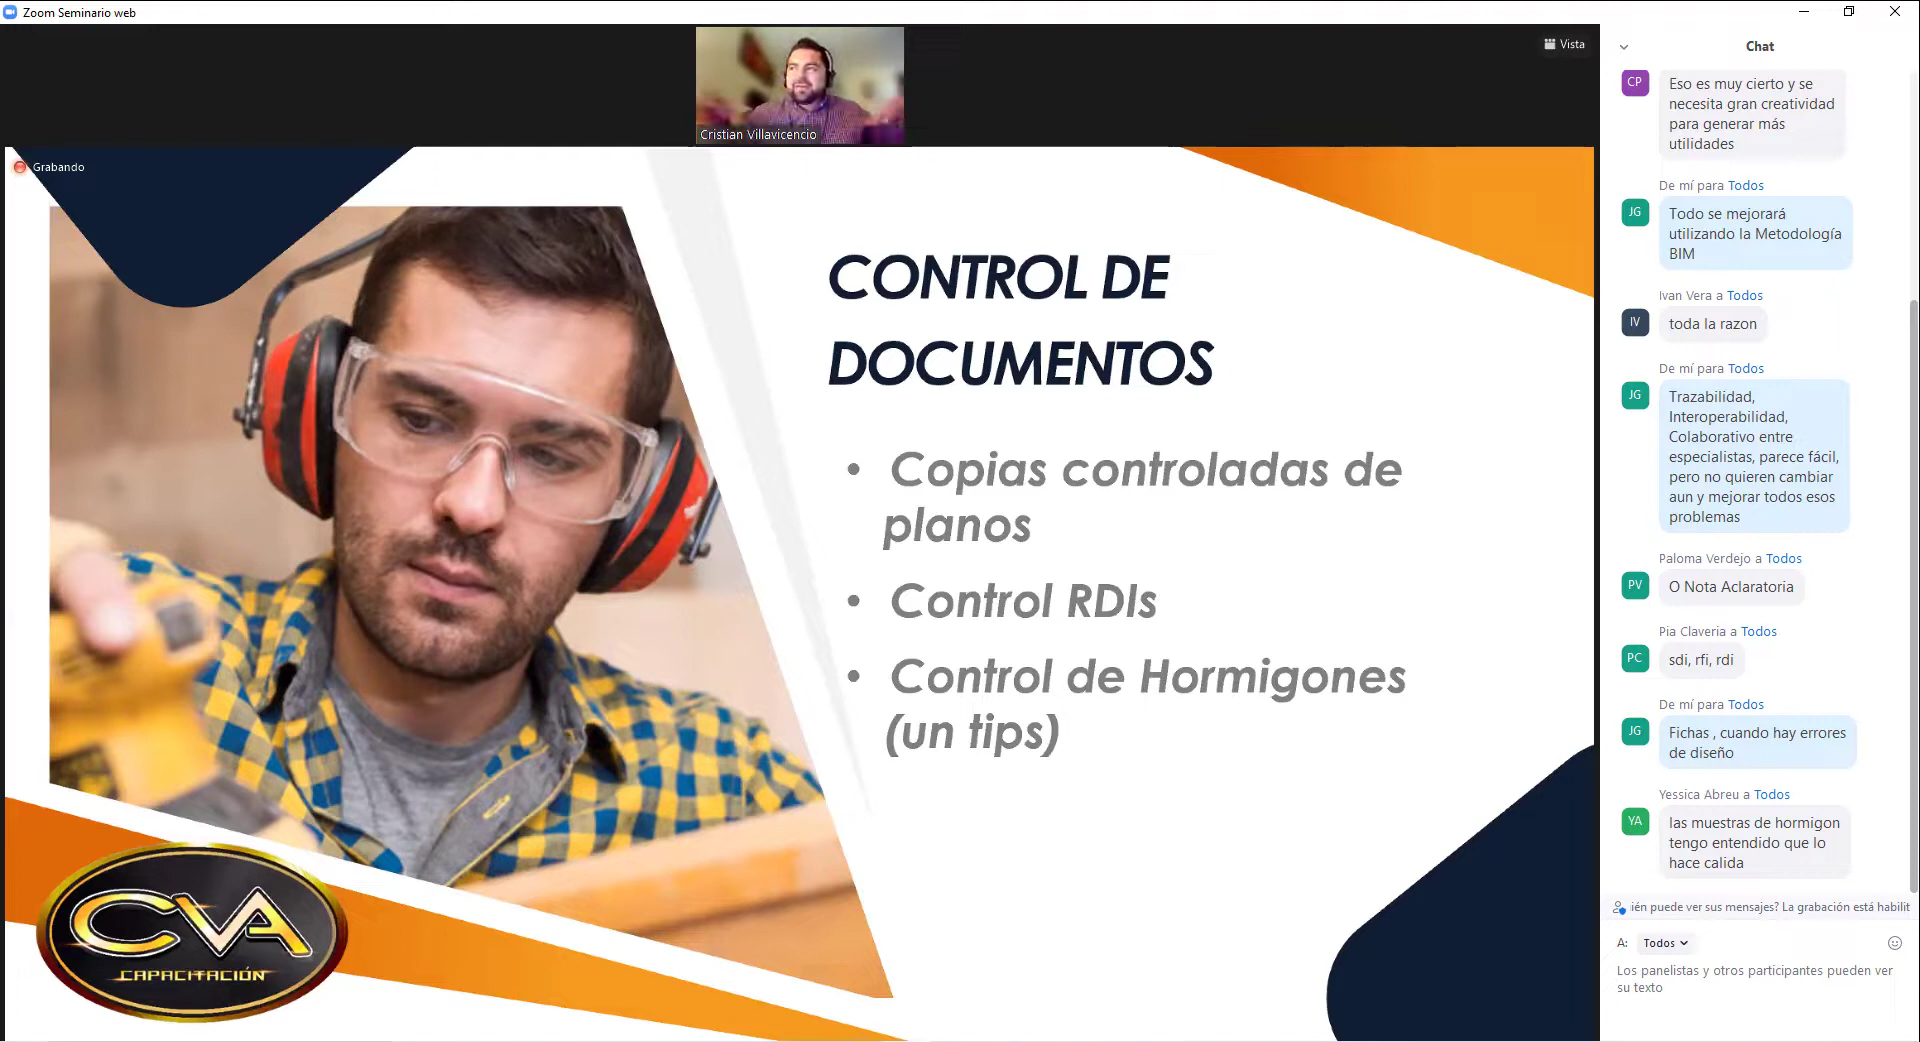 Zoom Seminario web
Vista
Cristian Villavicencio
Grabando
CONTROL DE
DOCUMENTOS
• Copias controladas de
planos
• Control RDIs
• Control de Hormigones
(un tips)
CVA
CAPACITACIÓN
Chat
CP
Eso es muy cierto y se
necesita gran creatividad
para generar más
utilidades
De mí para Todos
JG
Todo se mejorará
utilizando la Metodología
BIM
Ivan Vera a Todos
IV
toda la razon
De mí para Todos
JG
Trazabilidad,
Interoperabilidad,
Colaborativo entre
especialistas, parece fácil,
pero no quieren cambiar
aun y mejorar todos esos
problemas
Paloma Verdejo a Todos
PV
O Nota Aclaratoria
Pia Claveria a Todos
PC
sdi, rfi, rdi
De mí para Todos
JG
Fichas , cuando hay errores
de diseño
Yessica Abreu a Todos
YA
las muestras de hormigon
tengo entendido que lo
hace calida
ién puede ver sus mensajes? La grabación está habilit
A: Todos
Los panelistas y otros participantes pueden ver
su texto